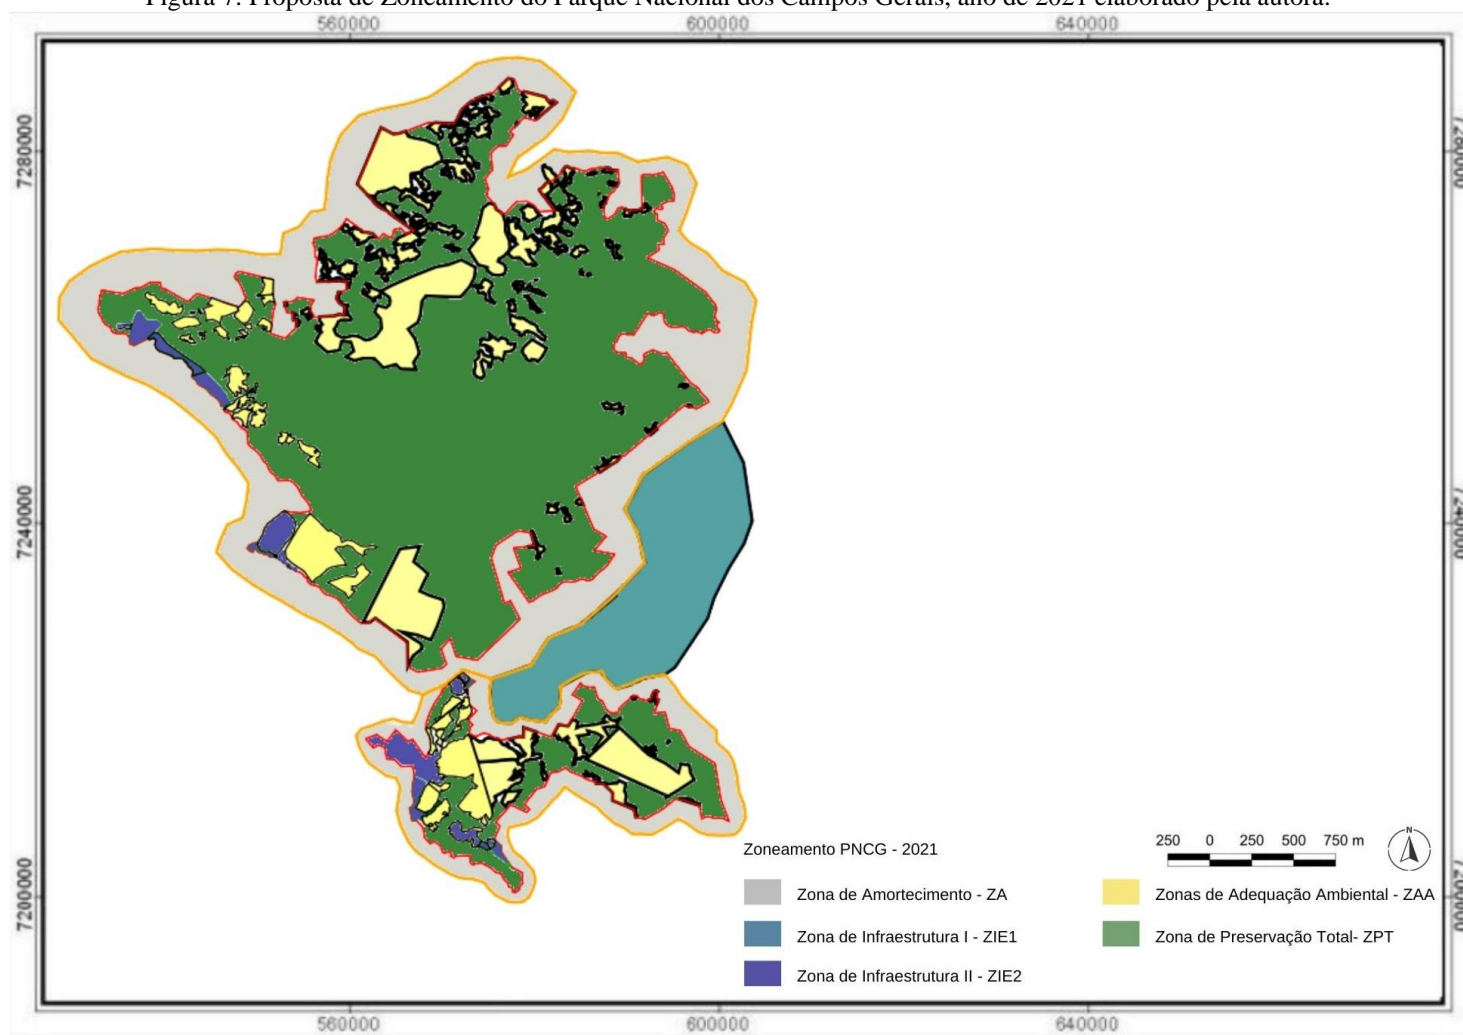 Figura 7. Proposta de Zoneamento do Parque Nacional dos Campos Gerais, ano de 2021 elaborado pela autora.
560000 600000 640000
7280000 7280000
7240000 7240000
7200000 7200000
Zoneamento PNCG - 2021
250 0 250 500 750 m
N
Zona de Amortecimento - ZA
Zonas de Adequação Ambiental - ZAA
Zona de Infraestrutura I - ZIE1
Zona de Preservação Total- ZPT
Zona de Infraestrutura II - ZIE2
560000 600000 640000